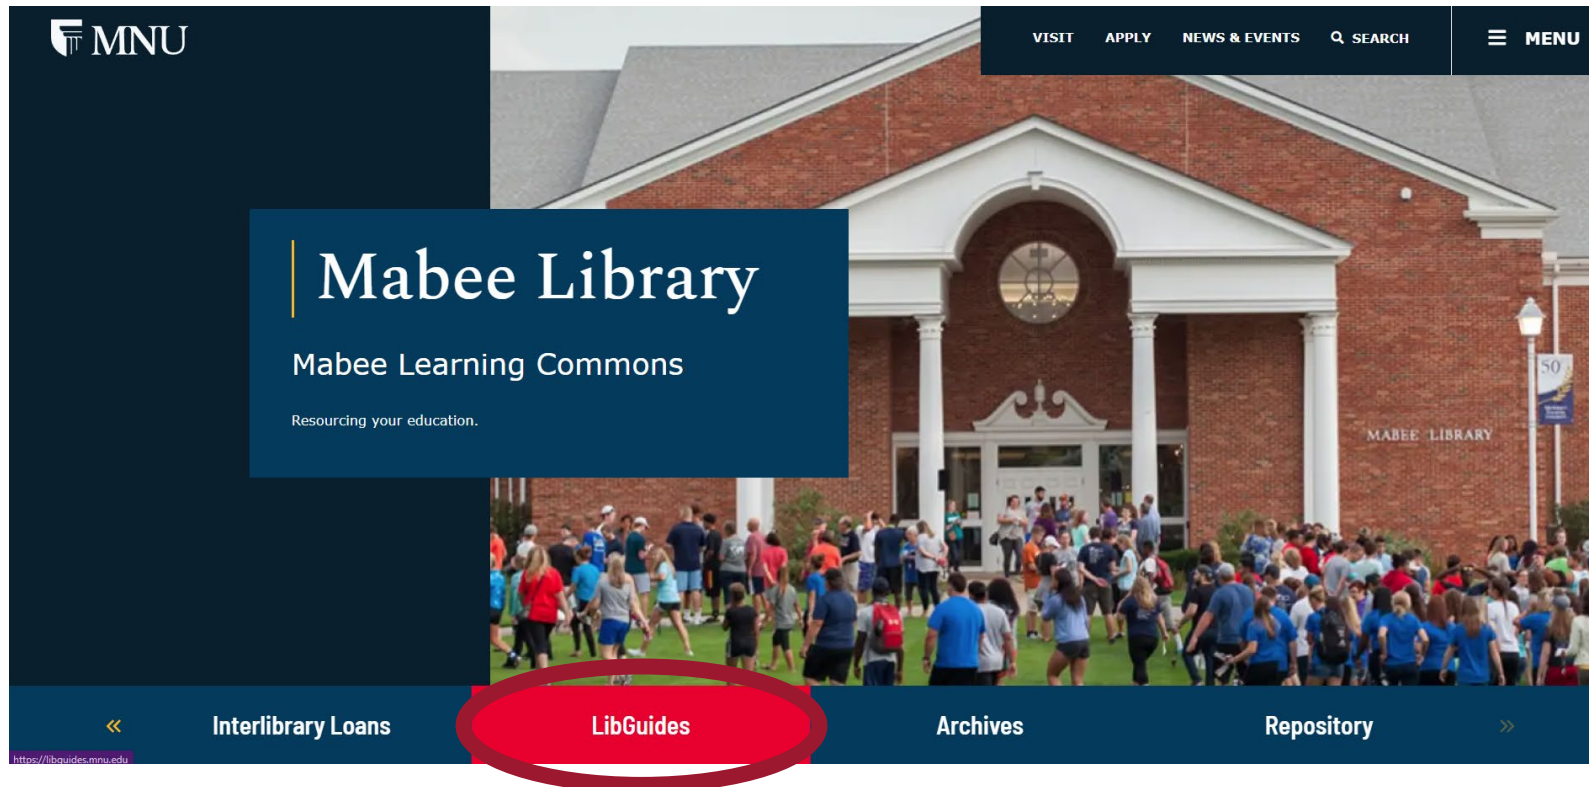 MNU
VISIT APPLY NEWS & EVENTS SEARCH MENU
Mabee Library
Mabee Learning Commons
Resourcing your education.
50
MABEE LIBRARY
« Interlibrary Loans LibGuides Archives Repository »
https://libguides.mnu.edu